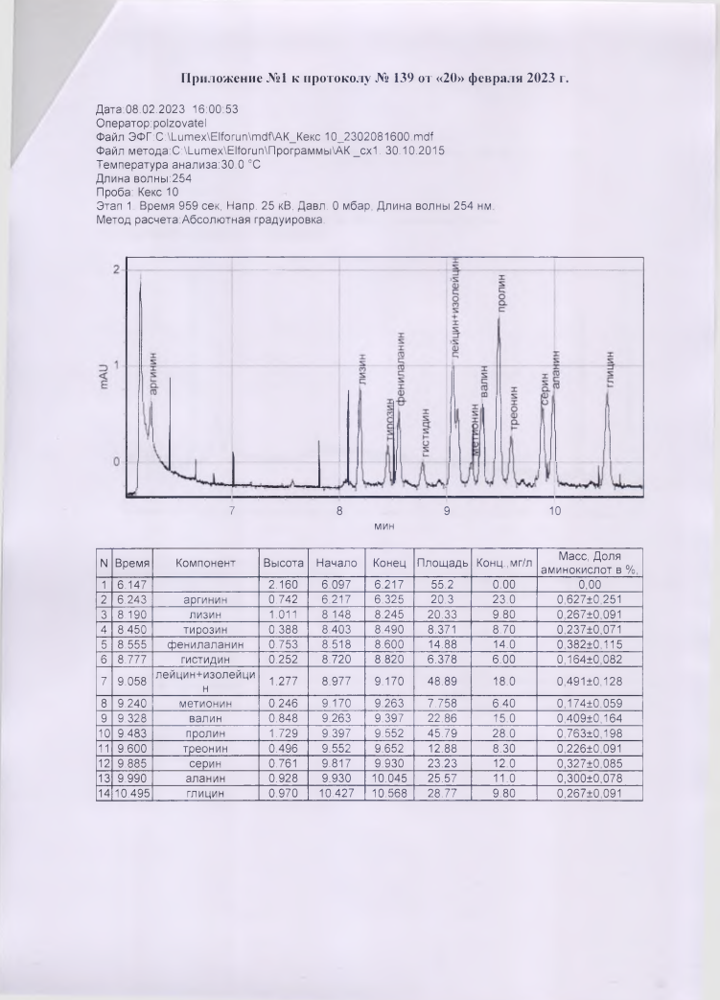 Приложение №1 к протоколу № 139 от «20» февраля 2023 г.
Дата:08.02.2023 16:00:53
Оператор:polzovatel
Файл ЭФГ:C:\Lumex\Elforun\mdf\АК_Кекс 10_2302081600.mdf
Файл метода:C:\Lumex\Elforun\Программы\АК_сх1. 30.10.2015
Температура анализа:30.0 °C
Длина волны:254
Проба: Кекс 10
Этап 1. Время 959 сек, Напр. 25 кВ, Давл. 0 мбар, Длина волны 254 нм.
Метод расчета:Абсолютная градуировка.
2
1
0
mAU
аргинин
лизин
тирозин
фенилаланин
гистидин
лейцин+изолейцин
метионин
валин
пролин
треонин
серин
аланин
глицин
7 8 9 10
мин
N Время Компонент Высота Начало Конец Площадь Конц.,мг/л Масс. Доля аминокислот в %,
1 6.147 2.160 6.097 6.217 55.2 0.00 0,00
2 6.243 аргинин 0.742 6.217 6.325 20.3 23.0 0,627±0,251
3 8.190 лизин 1.011 8.148 8.245 20.33 9.80 0,267±0,091
4 8.450 тирозин 0.388 8.403 8.490 8.371 8.70 0,237±0,071
5 8.555 фенилаланин 0.753 8.518 8.600 14.88 14.0 0,382±0.115
6 8.777 гистидин 0.252 8.720 8.820 6.378 6.00 0,164±0,082
7 9.058 лейцин+изолейцин 1.277 8.977 9.170 48.89 18.0 0,491±0,128
8 9.240 метионин 0.246 9.170 9.263 7.758 6.40 0,174±0,059
9 9.328 валин 0.848 9.263 9.397 22.86 15.0 0.409±0,164
10 9.483 пролин 1.729 9.397 9.552 45.79 28.0 0.763±0,198
11 9.600 треонин 0.496 9.552 9.652 12.88 8.30 0,226±0,091
12 9.885 серин 0.761 9.817 9.930 23.23 12.0 0,327±0,085
13 9.990 аланин 0.928 9.930 10.045 25.57 11.0 0,300±0,078
14 10.495 глицин 0.970 10.427 10.568 28.77 9.80 0,267±0,091